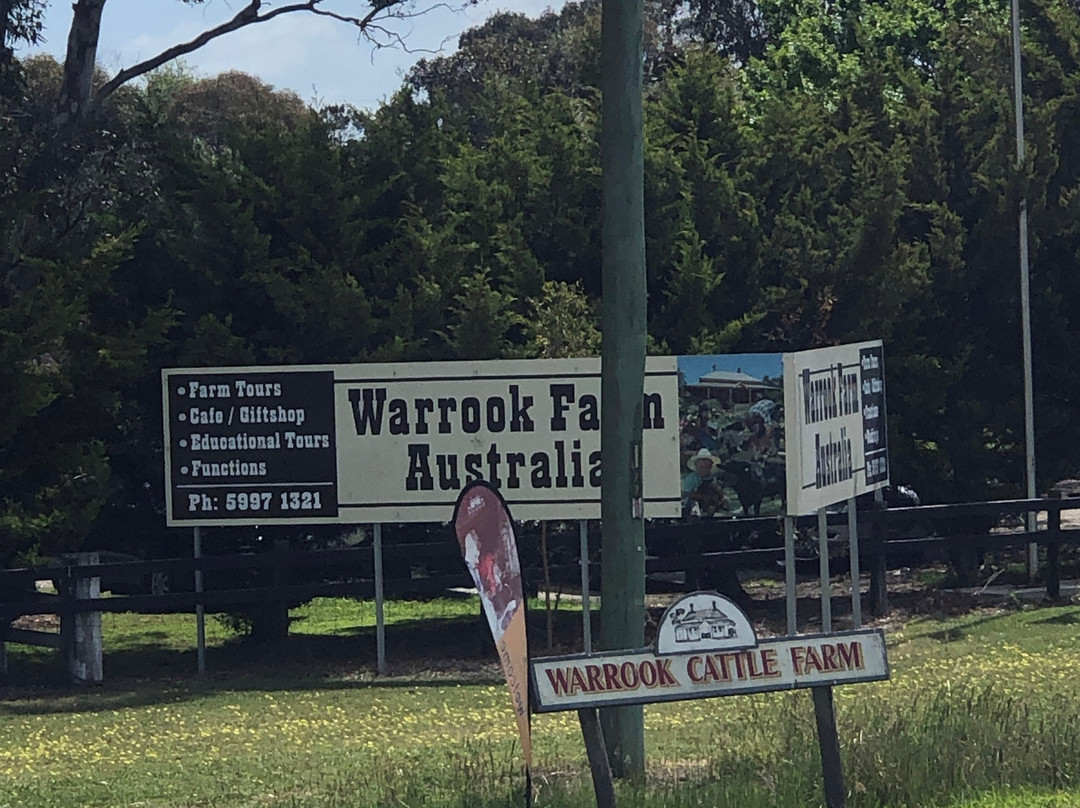 • Farm Tours
• Cafe / Giftshop
• Educational Tours
• Functions
Ph: 5997 1321
Warrook Farm
Australia
Warrook Farm
Australia
WARROOK CATTLE FARM